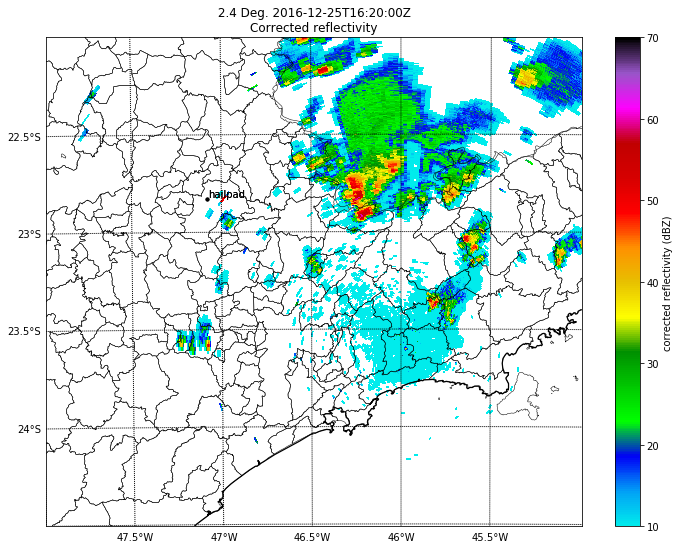 2.4 Deg. 2016-12-25T16:20:00Z
Corrected reflectivity
hailpad
22.5°S
23°S
23.5°S
24°S
47.5°W
47°W
46.5°W
46°W
45.5°W
70
60
50
40
30
20
10
corrected reflectivity (dBZ)